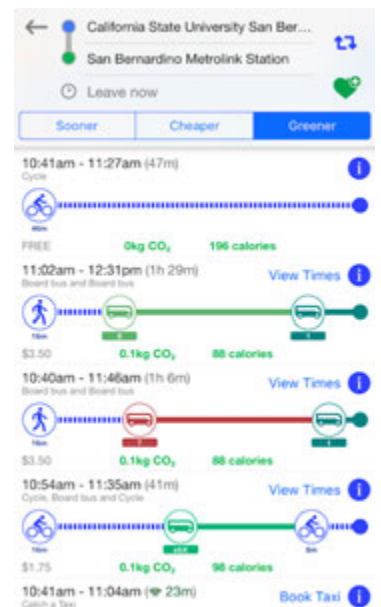 California State University San Ber...
San Bernardino Metrolink Station
Leave now
Sooner Cheaper Greener
10:41am - 11:27am (47m)
Cycle
FREE 0kg CO₂ 196 calories
11:02am - 12:31pm (1h 29m)
View Times
Board bus and Board bus
$3.50 0.1kg CO₂ 88 calories
10:40am - 11:46am (1h 6m)
View Times
Board bus and Board bus
$3.50 0.1kg CO₂ 88 calories
10:54am - 11:35am (41m)
View Times
Cycle, Board bus and Cycle
$1.75 0.1kg CO₂ 98 calories
10:41am - 11:04am (23m)
Book Taxi
Catch a Taxi